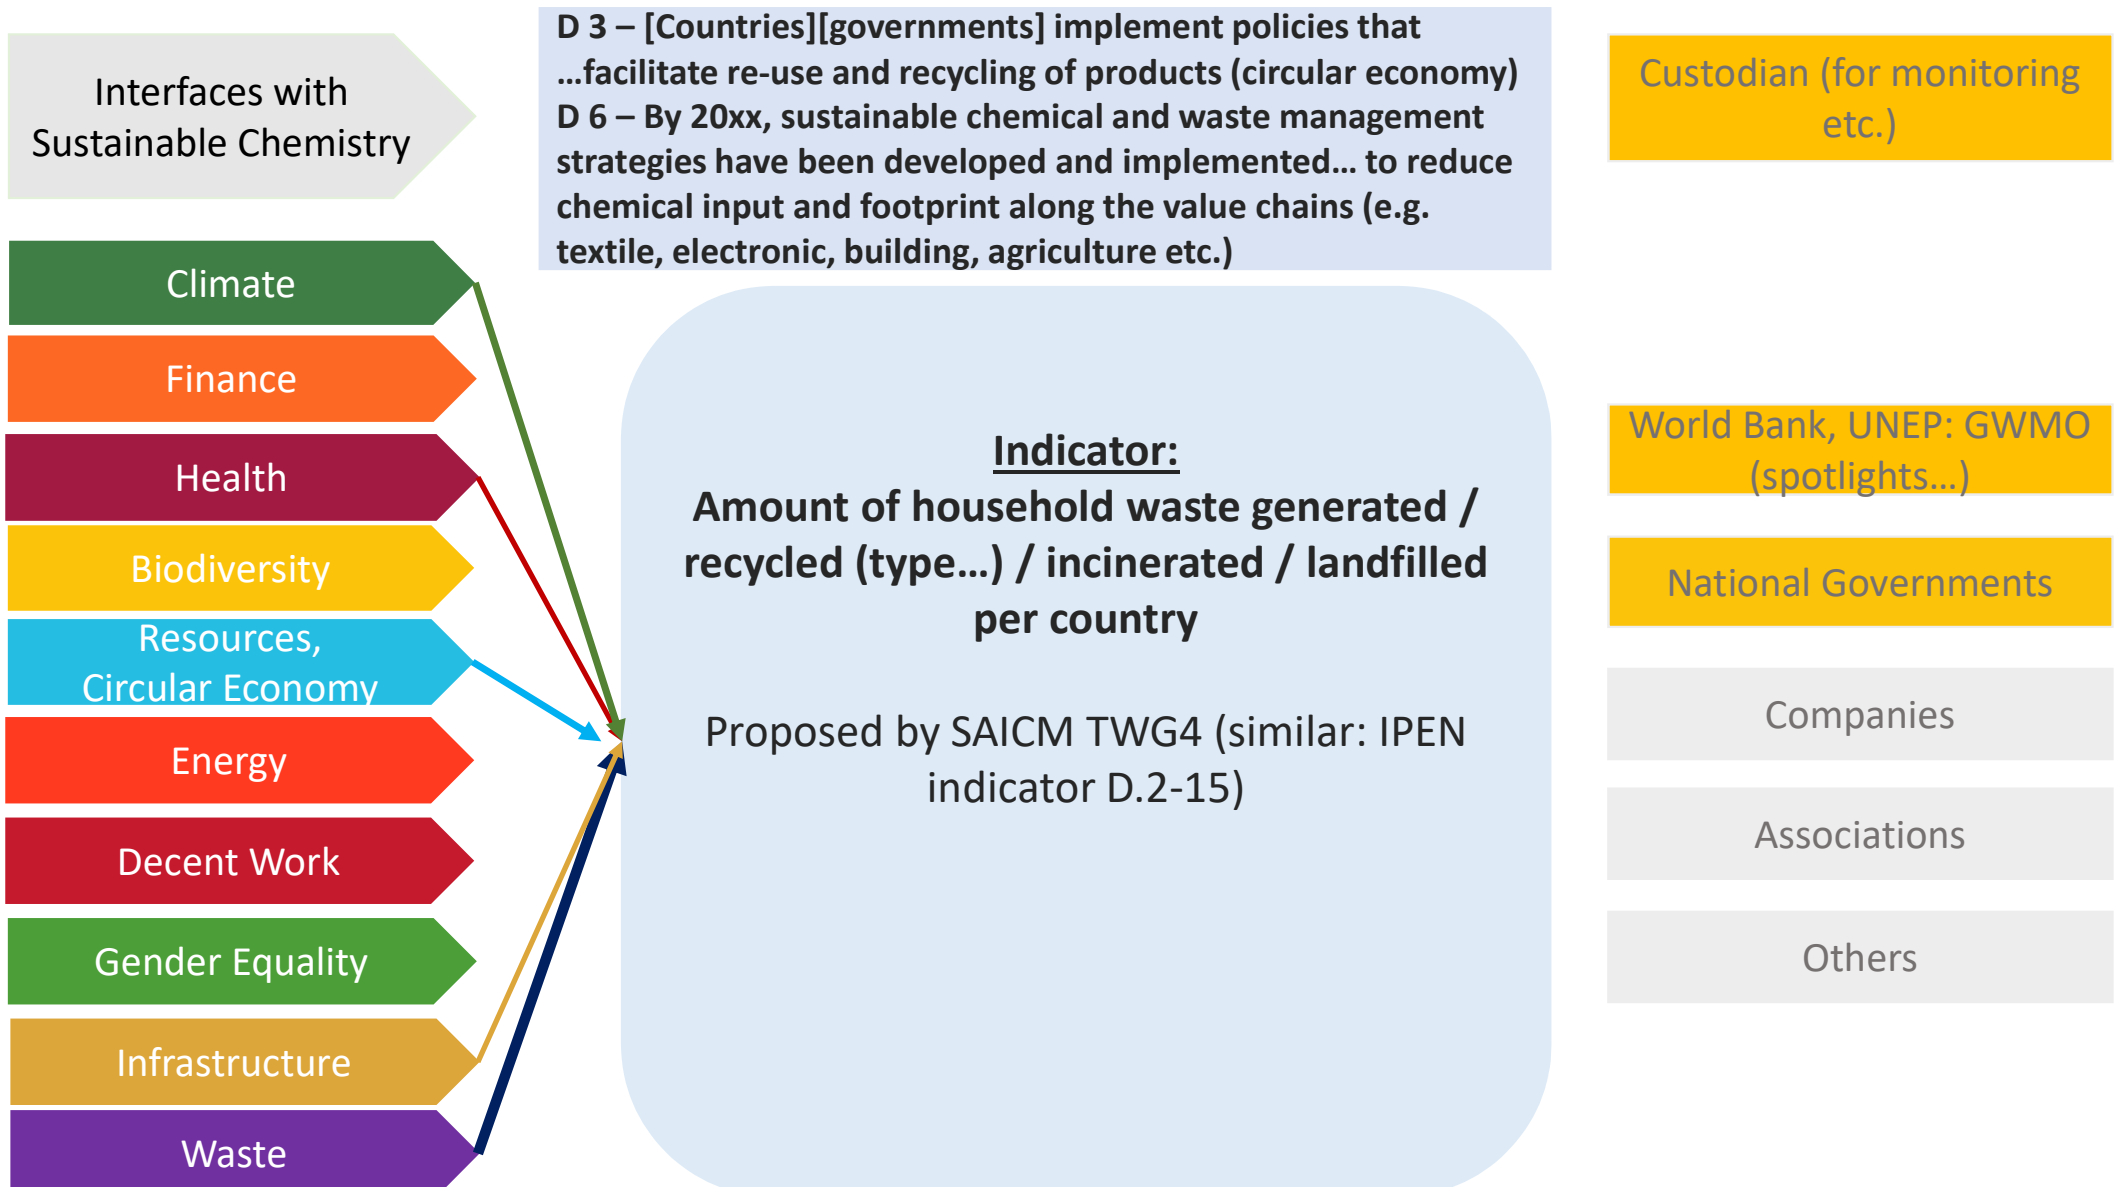 Interfaces with
Sustainable Chemistry
Climate
Finance
Health
Biodiversity
Resources,
Circular Economy
Energy
Decent Work
Gender Equality
Infrastructure
Waste
D 3 – [Countries][governments] implement policies that
…facilitate re-use and recycling of products (circular economy)
D 6 – By 20xx, sustainable chemical and waste management
strategies have been developed and implemented… to reduce
chemical input and footprint along the value chains (e.g.
textile, electronic, building, agriculture etc.)
Indicator:
Amount of household waste generated /
recycled (type…) / incinerated / landfilled
per country
Proposed by SAICM TWG4 (similar: IPEN
indicator D.2-15)
Custodian (for monitoring
etc.)
World Bank, UNEP: GWMO
(spotlights…)
National Governments
Companies
Associations
Others